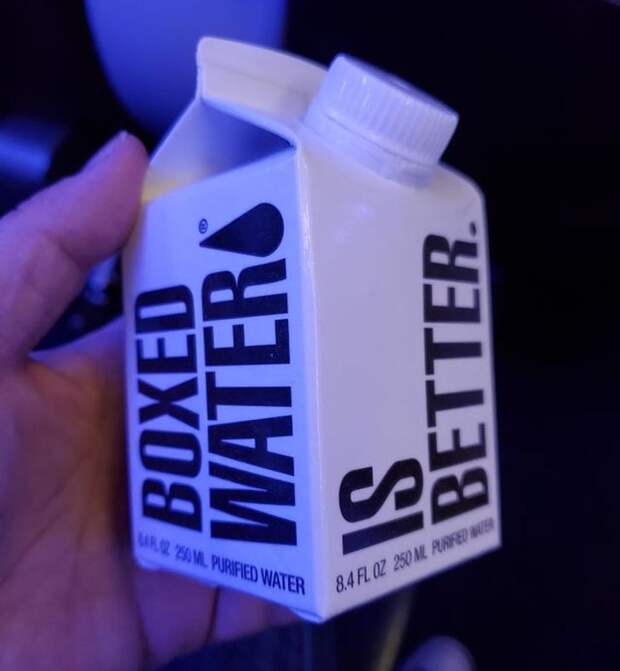 BOXED
WATER
®
8.4 FL OZ 250 ML PURIFIED WATER
IS
BETTER.
8.4 FL OZ 250 ML PURIFIED WATER